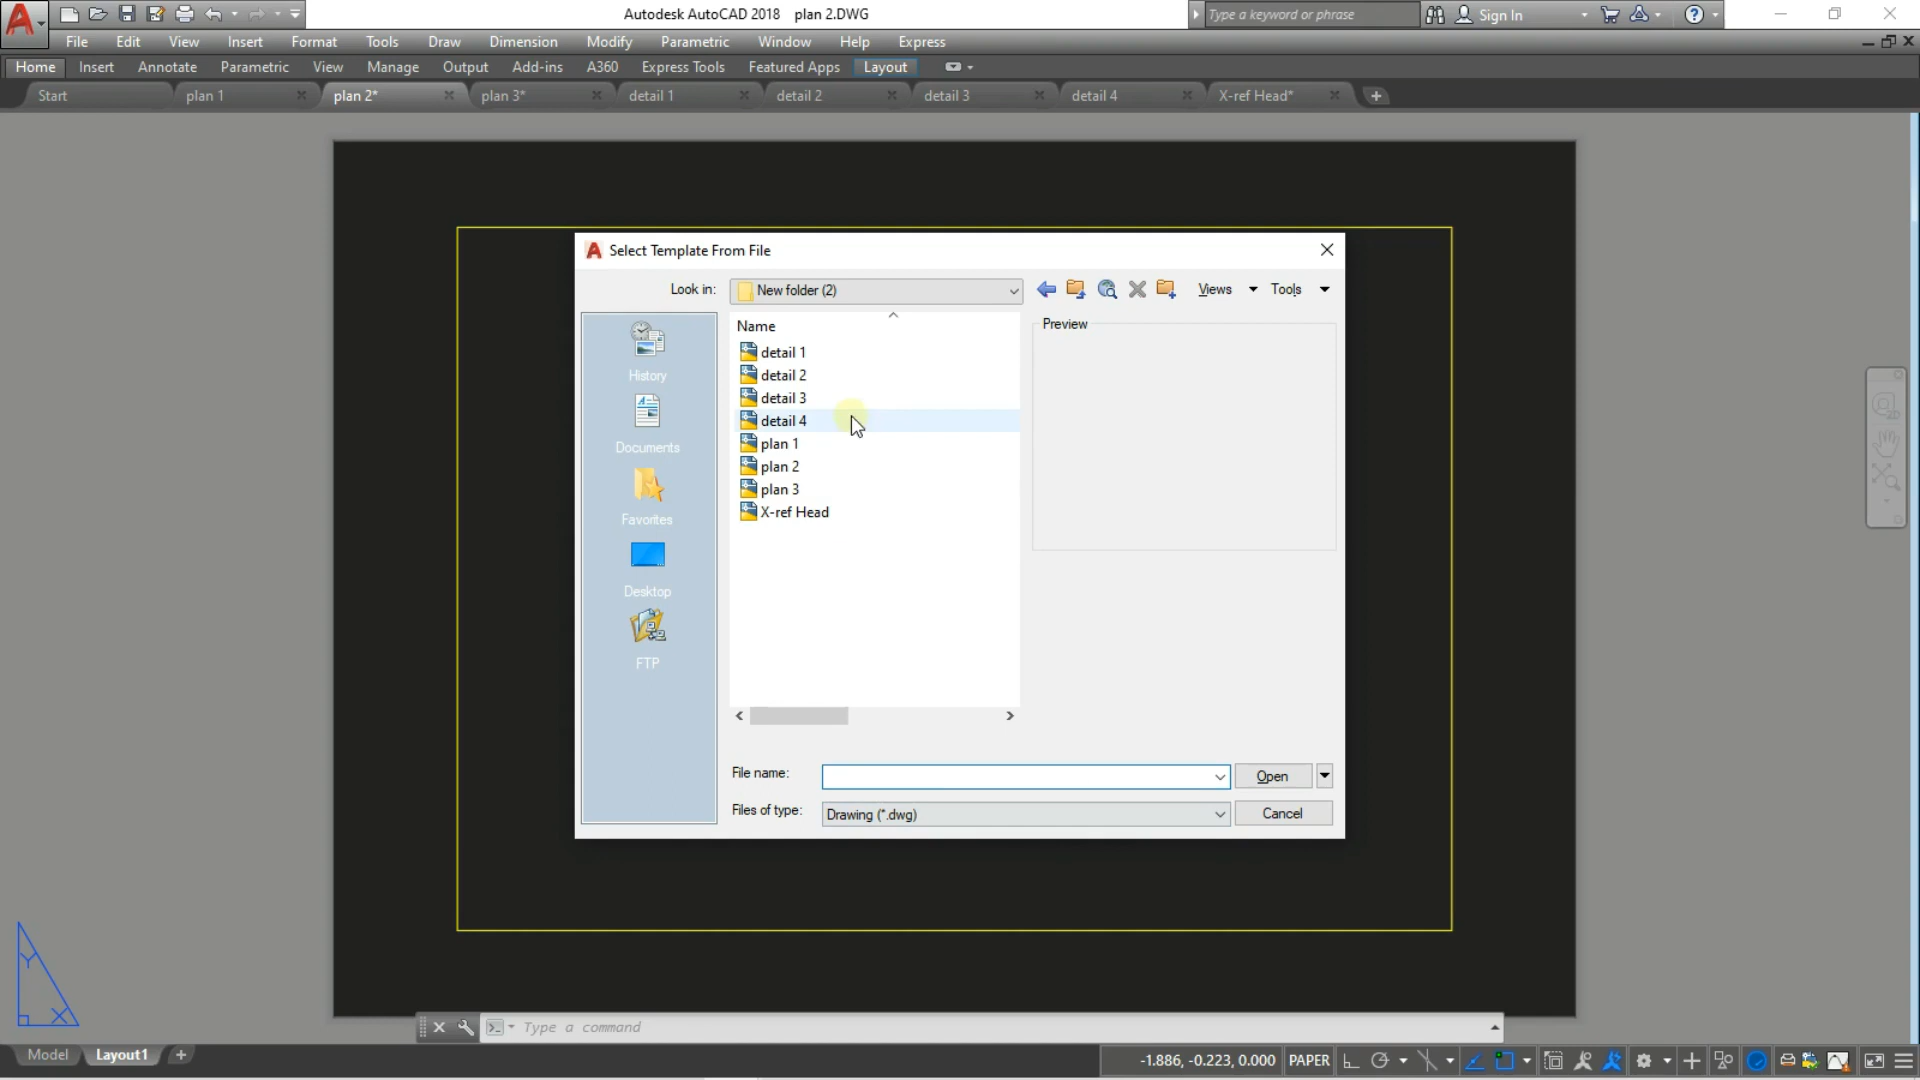 Autodesk AutoCAD 2018 plan 2.DWG
Type a keyword or phrase
Sign In
File Edit View Insert Format Tools Draw Dimension Modify Parametric Window Help Express
Home Insert Annotate Parametric View Manage Output Add-ins A360 Express Tools Featured Apps Layout
Start plan 1 plan 2* plan 3* detail 1 detail 2 detail 3 detail 4 X-ref Head*
Select Template From File
Look in: New folder (2) Views Tools
Name
Preview
detail 1
detail 2
detail 3
detail 4
plan 1
plan 2
plan 3
X-ref Head
History
Documents
Favorites
Desktop
FTP
File name: Open
Files of type: Drawing (*.dwg) Cancel
Y
X
Type a command
Model Layout1
-1.886, -0.223, 0.000 PAPER